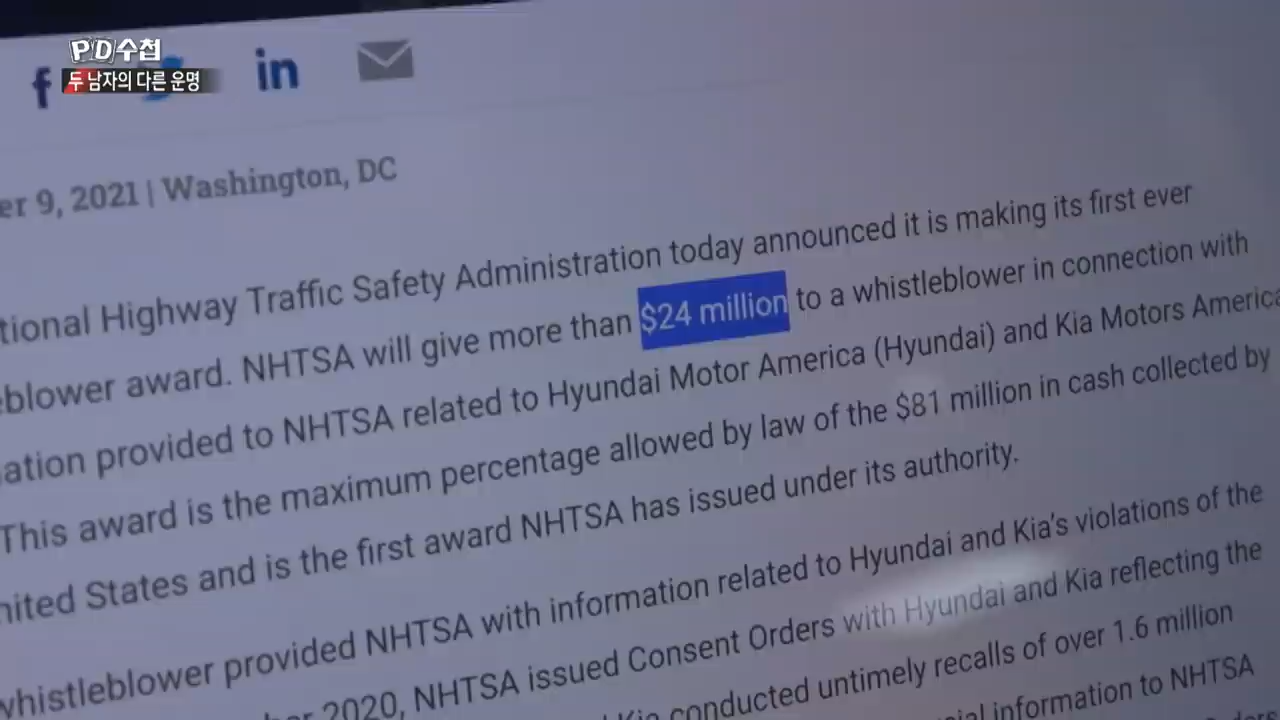 PD수첩
두 남자의 다른 운명
f in
er 9, 2021 | Washington, DC
tional Highway Traffic Safety Administration today announced it is making its first ever
eblower award. NHTSA will give more than $24 million to a whistleblower in connection with
ation provided to NHTSA related to Hyundai Motor America (Hyundai) and Kia Motors America
This award is the maximum percentage allowed by law of the $81 million in cash collected by
nited States and is the first award NHTSA has issued under its authority.
whistleblower provided NHTSA with information related to Hyundai and Kia's violations of the
er 2020, NHTSA issued Consent Orders with Hyundai and Kia reflecting the
Kia conducted untimely recalls of over 1.6 million
ial information to NHTSA